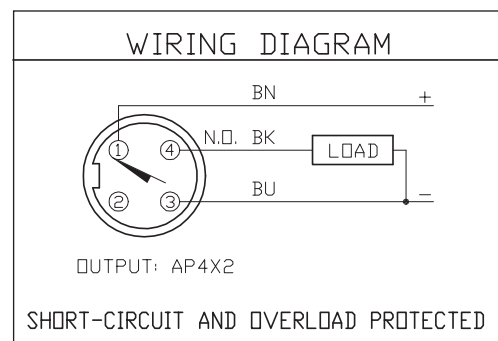 WIRING DIAGRAM
BN +
1 4 N.O. BK LOAD
2 3 BU -
OUTPUT: AP4X2
SHORT-CIRCUIT AND OVERLOAD PROTECTED